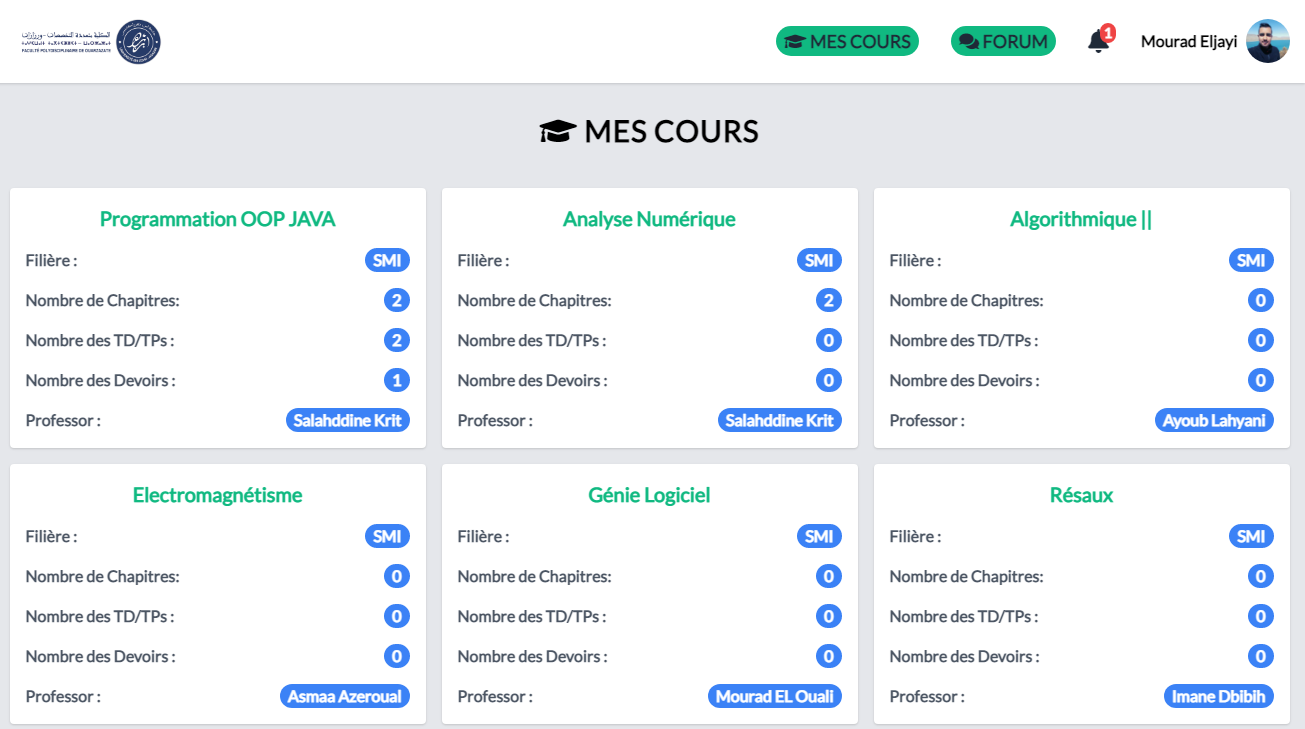 الكلية متعددة التخصصات -ورزازات
FACULTÉ POLYDISCIPLINAIRE DE OUARZAZATE
MES COURS
FORUM
1
Mourad Eljayi
MES COURS
Programmation OOP JAVA
Filière : SMI
Nombre de Chapitres: 2
Nombre des TD/TPs : 2
Nombre des Devoirs : 1
Professor : Salahddine Krit
Analyse Numérique
Filière : SMI
Nombre de Chapitres: 2
Nombre des TD/TPs : 0
Nombre des Devoirs : 0
Professor : Salahddine Krit
Algorithmique ||
Filière : SMI
Nombre de Chapitres: 0
Nombre des TD/TPs : 0
Nombre des Devoirs : 0
Professor : Ayoub Lahyani
Electromagnétisme
Filière : SMI
Nombre de Chapitres: 0
Nombre des TD/TPs : 0
Nombre des Devoirs : 0
Professor : Asmaa Azeroual
Génie Logiciel
Filière : SMI
Nombre de Chapitres: 0
Nombre des TD/TPs : 0
Nombre des Devoirs : 0
Professor : Mourad EL Ouali
Résaux
Filière : SMI
Nombre de Chapitres: 0
Nombre des TD/TPs : 0
Nombre des Devoirs : 0
Professor : Imane Dbibih